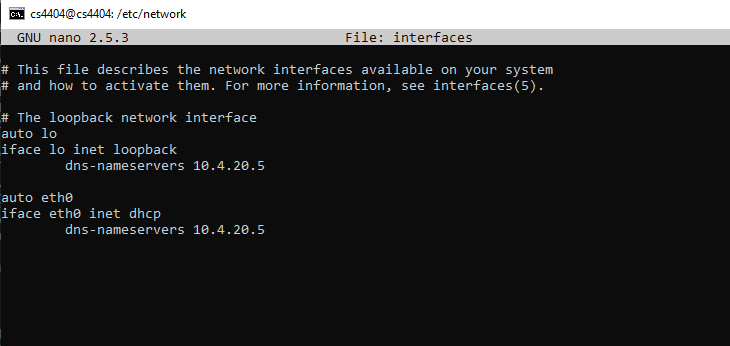 cs4404@cs4404: /etc/network
GNU nano 2.5.3 File: interfaces
# This file describes the network interfaces available on your system
# and how to activate them. For more information, see interfaces(5).
# The loopback network interface
auto lo
iface lo inet loopback
dns-nameservers 10.4.20.5
auto eth0
iface eth0 inet dhcp
dns-nameservers 10.4.20.5